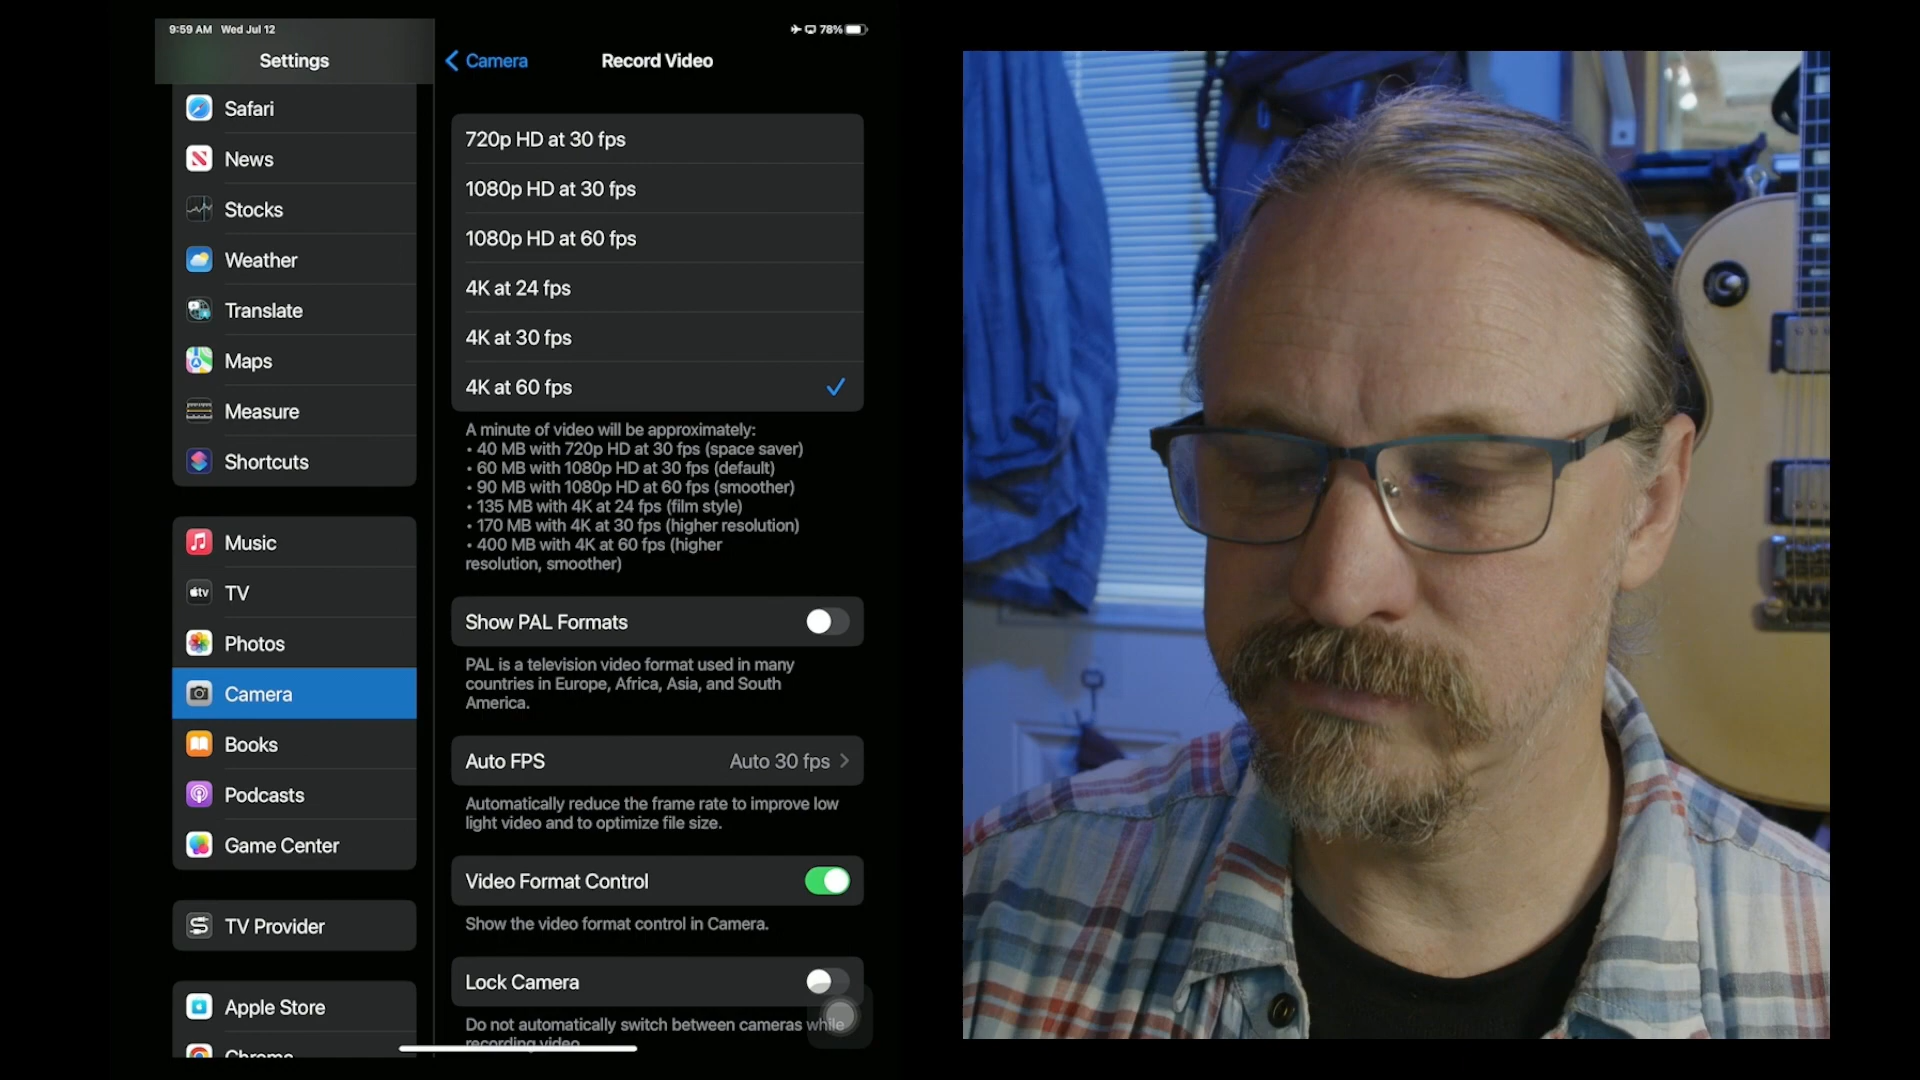 9:59 AM Wed Jul 12
78%
Settings
Camera
Record Video
Safari
News
Stocks
Weather
Translate
Maps
Measure
Shortcuts
Music
tv TV
Photos
Camera
Books
Podcasts
Game Center
TV Provider
Apple Store
Chrome
720p HD at 30 fps
1080p HD at 30 fps
1080p HD at 60 fps
4K at 24 fps
4K at 30 fps
4K at 60 fps
A minute of video will be approximately:
• 40 MB with 720p HD at 30 fps (space saver)
• 60 MB with 1080p HD at 30 fps (default)
• 90 MB with 1080p HD at 60 fps (smoother)
• 135 MB with 4K at 24 fps (film style)
• 170 MB with 4K at 30 fps (higher resolution)
• 400 MB with 4K at 60 fps (higher
resolution, smoother)
Show PAL Formats
PAL is a television video format used in many
countries in Europe, Africa, Asia, and South
America.
Auto FPS
Auto 30 fps
Automatically reduce the frame rate to improve low
light video and to optimize file size.
Video Format Control
Show the video format control in Camera.
Lock Camera
Do not automatically switch between cameras while
recording video.